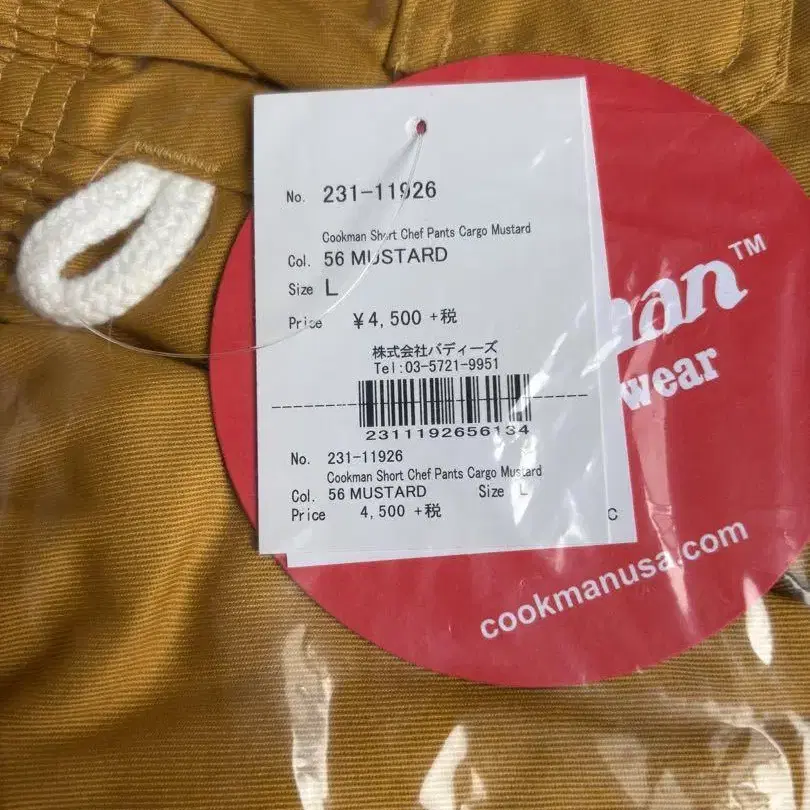 No. 231-11926
Cookman Short Chef Pants Cargo Mustard
Col. 56 MUSTARD
Size L
Price ¥4,500 +税
株式会社バディーズ
Tel:03-5721-9951
2311192656134
No. 231-11926
Cookman Short Chef Pants Cargo Mustard
Col. 56 MUSTARD Size L
Price 4,500 +税
C
man™
wear
cookmanusa.com